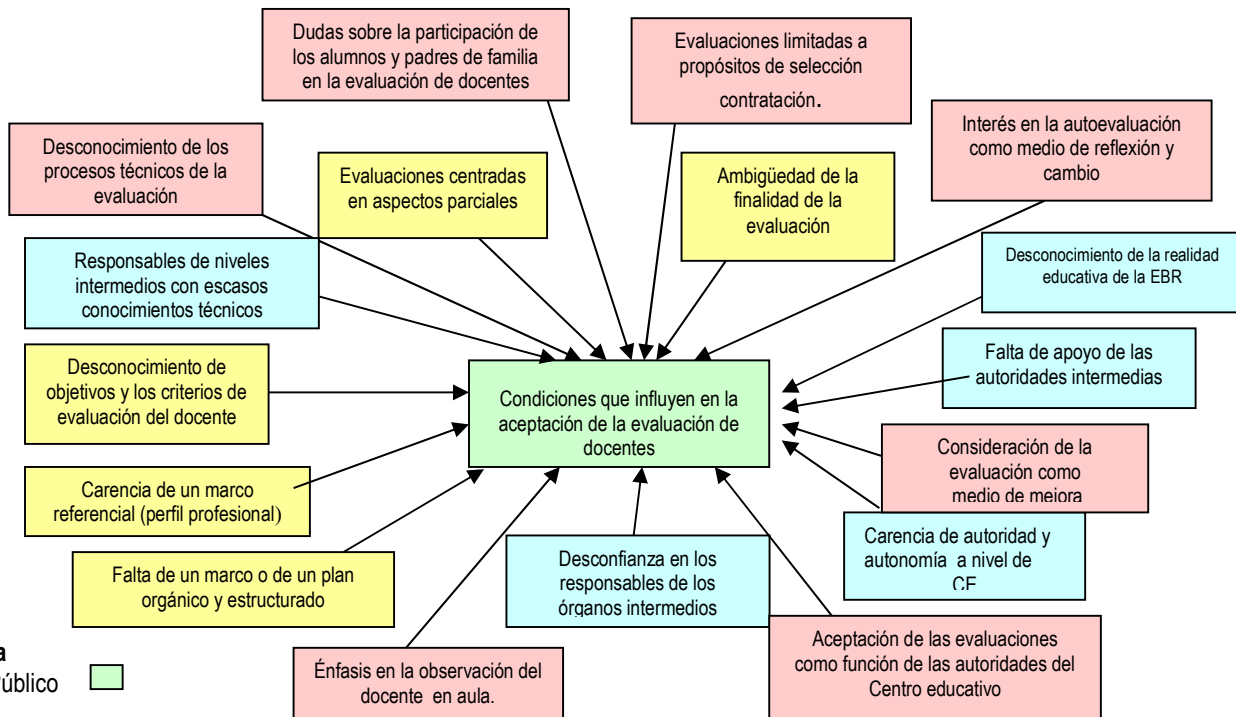 Dudas sobre la participación de
los alumnos y padres de familia
en la evaluación de docentes
Evaluaciones limitadas a
propósitos de selección
contratación.
Interés en la autoevaluación
como medio de reflexión y
cambio
Desconocimiento de los
procesos técnicos de la
evaluación
Evaluaciones centradas
en aspectos parciales
Ambigüedad de la
finalidad de la
evaluación
Responsables de niveles
intermedios con escasos
conocimientos técnicos
Desconocimiento de la realidad
educativa de la EBR
Desconocimiento de
objetivos y los criterios de
evaluación del docente
Condiciones que influyen en la
aceptación de la evaluación de
docentes
Falta de apoyo de las
autoridades intermedias
Consideración de la
evaluación como
medio de mejora
Carencia de un marco
referencial (perfil profesional)
Carencia de autoridad y
autonomía a nivel de
Falta de un marco o de un plan
orgánico y estructurado
Desconfianza en los
responsables de los
órganos intermedios
Énfasis en la observación del
docente en aula.
Aceptación de las evaluaciones
como función de las autoridades del
Centro educativo